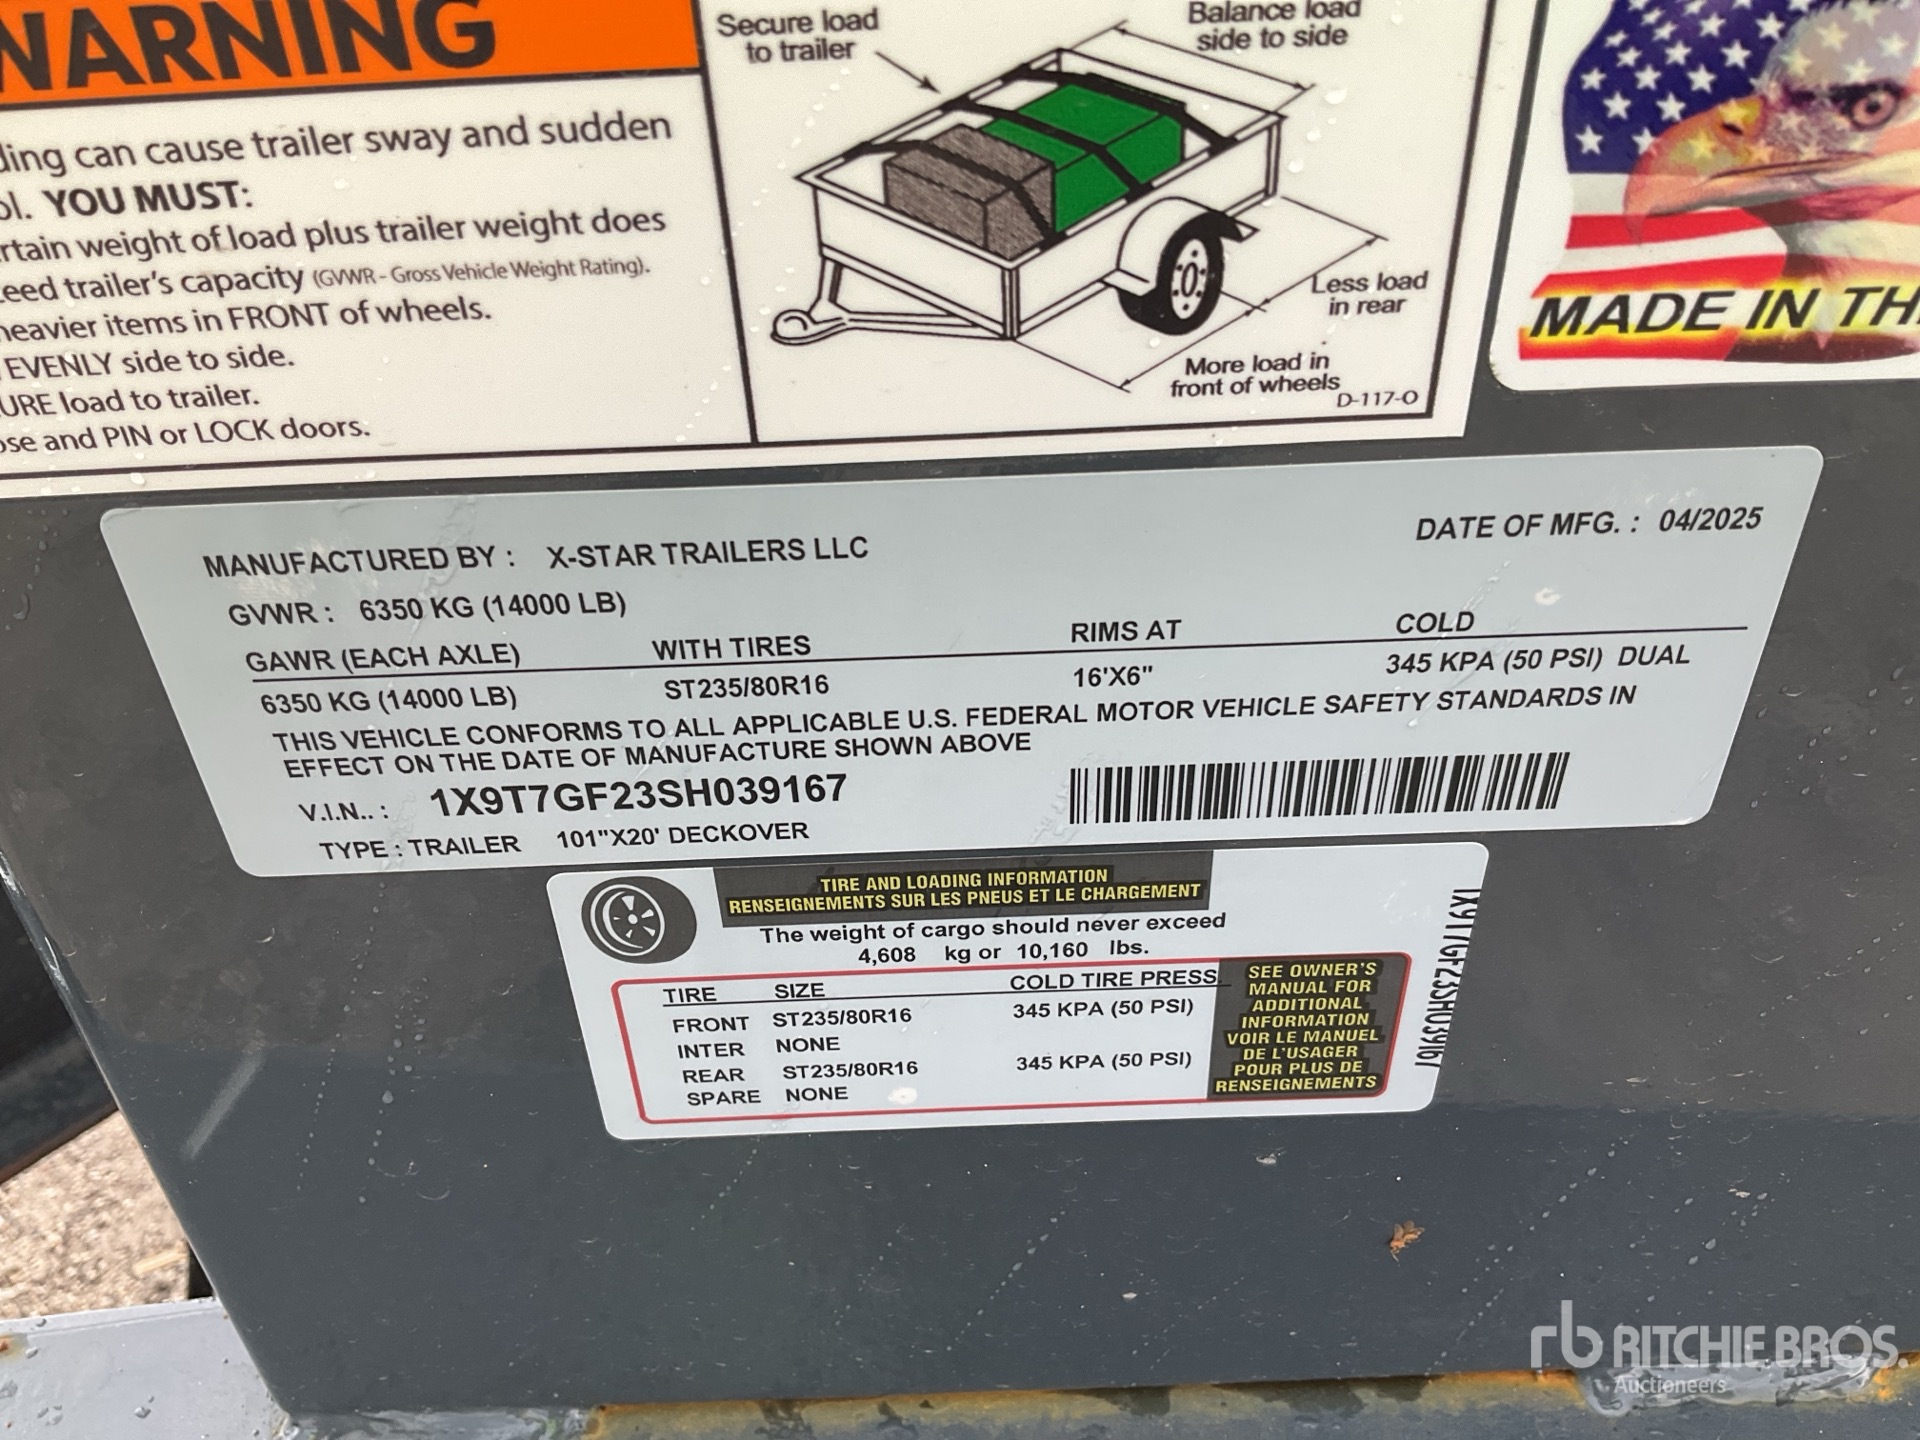 WARNING
ding can cause trailer sway and sudden
ol. YOU MUST:
rtain weight of load plus trailer weight does
eed trailer's capacity (GVWR - Gross Vehicle Weight Rating).
heavier items in FRONT of wheels.
EVENLY side to side.
URE load to trailer.
ose and PIN or LOCK doors.
Secure load
to trailer
Balance load
side to side
Less load
in rear
More load in
front of wheels
D-117-O
MADE IN TH
MANUFACTURED BY : X-STAR TRAILERS LLC
DATE OF MFG. : 04/2025
GVWR : 6350 KG (14000 LB)
GAWR (EACH AXLE) WITH TIRES RIMS AT COLD
6350 KG (14000 LB) ST235/80R16 16'X6" 345 KPA (50 PSI) DUAL
THIS VEHICLE CONFORMS TO ALL APPLICABLE U.S. FEDERAL MOTOR VEHICLE SAFETY STANDARDS IN
EFFECT ON THE DATE OF MANUFACTURE SHOWN ABOVE
V.I.N.. : 1X9T7GF23SH039167
TYPE : TRAILER 101"X20' DECKOVER
TIRE AND LOADING INFORMATION
RENSEIGNEMENTS SUR LES PNEUS ET LE CHARGEMENT
The weight of cargo should never exceed
4,608 kg or 10,160 lbs.
TIRE SIZE COLD TIRE PRESS.
FRONT ST235/80R16 345 KPA (50 PSI)
INTER NONE
REAR ST235/80R16 345 KPA (50 PSI)
SPARE NONE
SEE OWNER'S
MANUAL FOR
ADDITIONAL
INFORMATION
VOIR LE MANUEL
DE L'USAGER
POUR PLUS DE
RENSEIGNEMENTS
1X9T7GF23SH039167
rb RITCHIE BROS.
Auctioneers